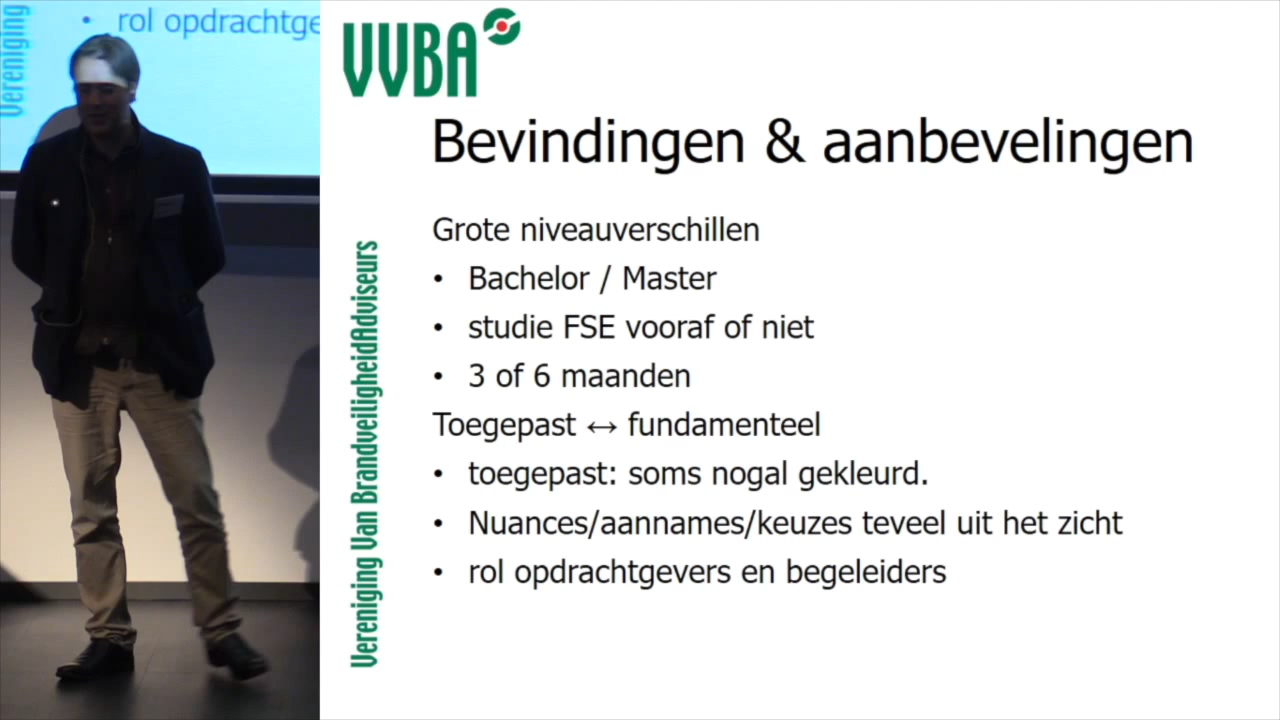 rol opdrachtge
Vereniging
VVBA
Bevindingen & aanbevelingen
Vereniging Van BrandveiligheidAdviseurs
Grote niveauverschillen
• Bachelor / Master
• studie FSE vooraf of niet
• 3 of 6 maanden
Toegepast ↔ fundamenteel
• toegepast: soms nogal gekleurd.
• Nuances/aannames/keuzes teveel uit het zicht
• rol opdrachtgevers en begeleiders